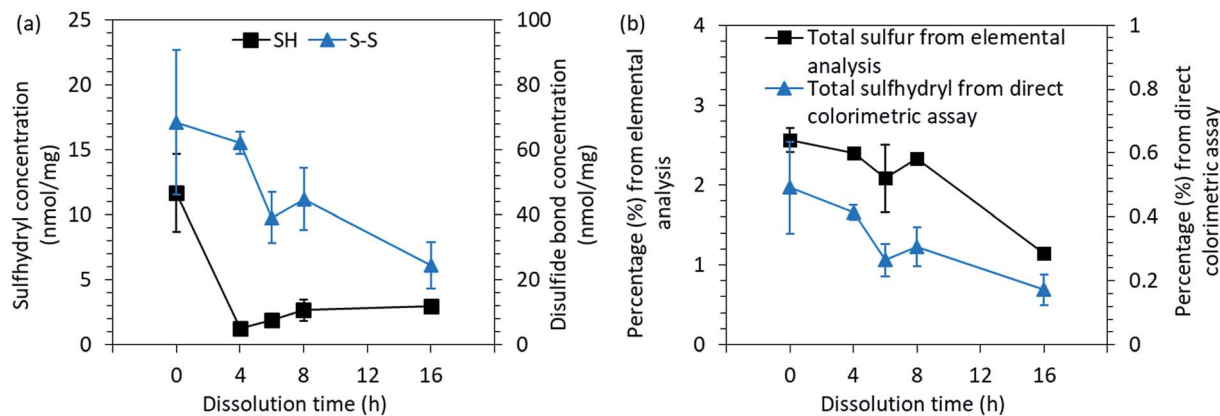 (a)
25
20
15
10
5
0
Sulfhydryl concentration
(nmol/mg)
SH
S-S
100
80
60
40
20
0
Disulfide bond concentration
(nmol/mg)
0 4 8 12 16
Dissolution time (h)
(b)
4
3
2
1
0
Percentage (%) from elemental
analysis
Total sulfur from elemental
analysis
Total sulfhydryl from direct
colorimetric assay
1
0.8
0.6
0.4
0.2
0
Percentage (%) from direct
colorimetric assay
0 4 8 12 16
Dissolution time (h)